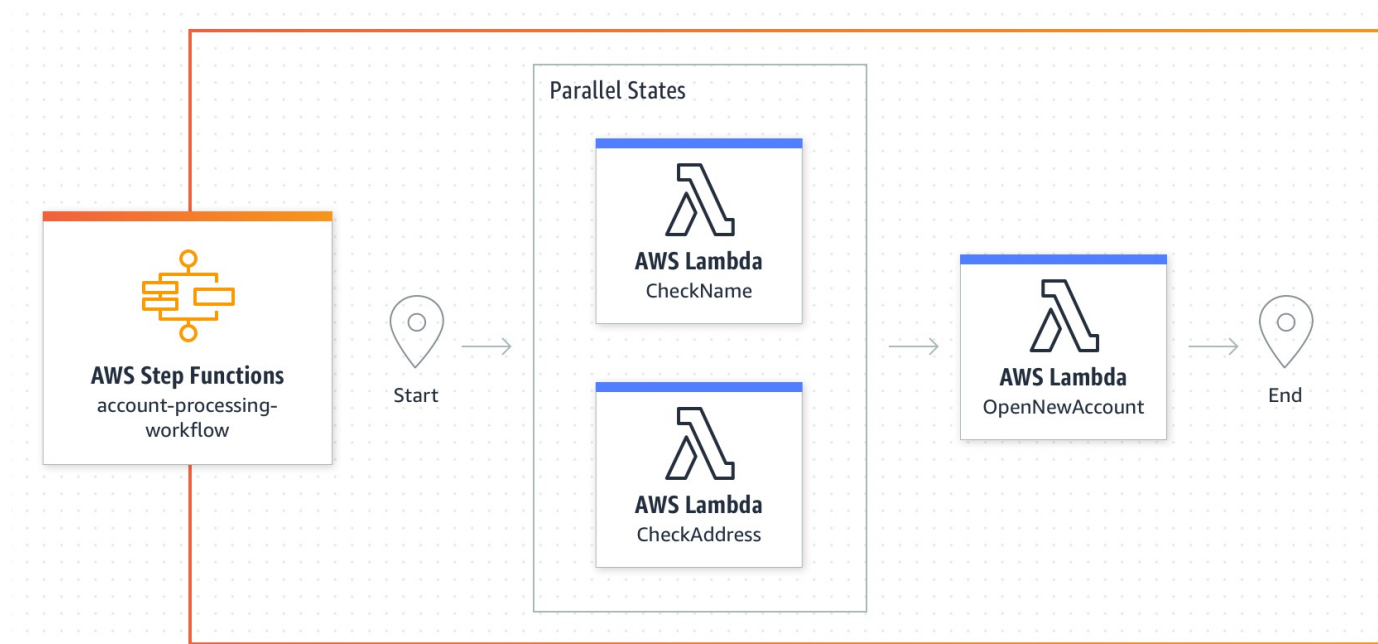 AWS Step Functions
account-processing-
workflow
Start
Parallel States
AWS Lambda
CheckName
AWS Lambda
CheckAddress
AWS Lambda
OpenNewAccount
End